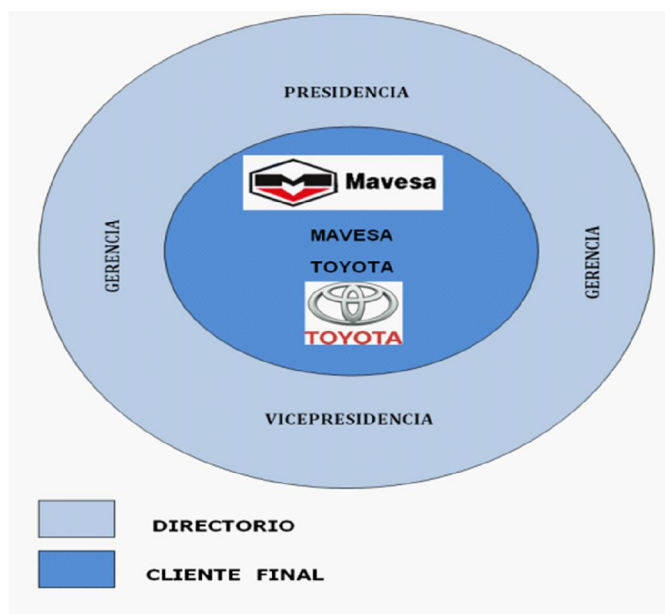 PRESIDENCIA
Mavesa
MAVESA
TOYOTA
TOYOTA
GERENCIA
GERENCIA
VICEPRESIDENCIA
DIRECTORIO
CLIENTE FINAL